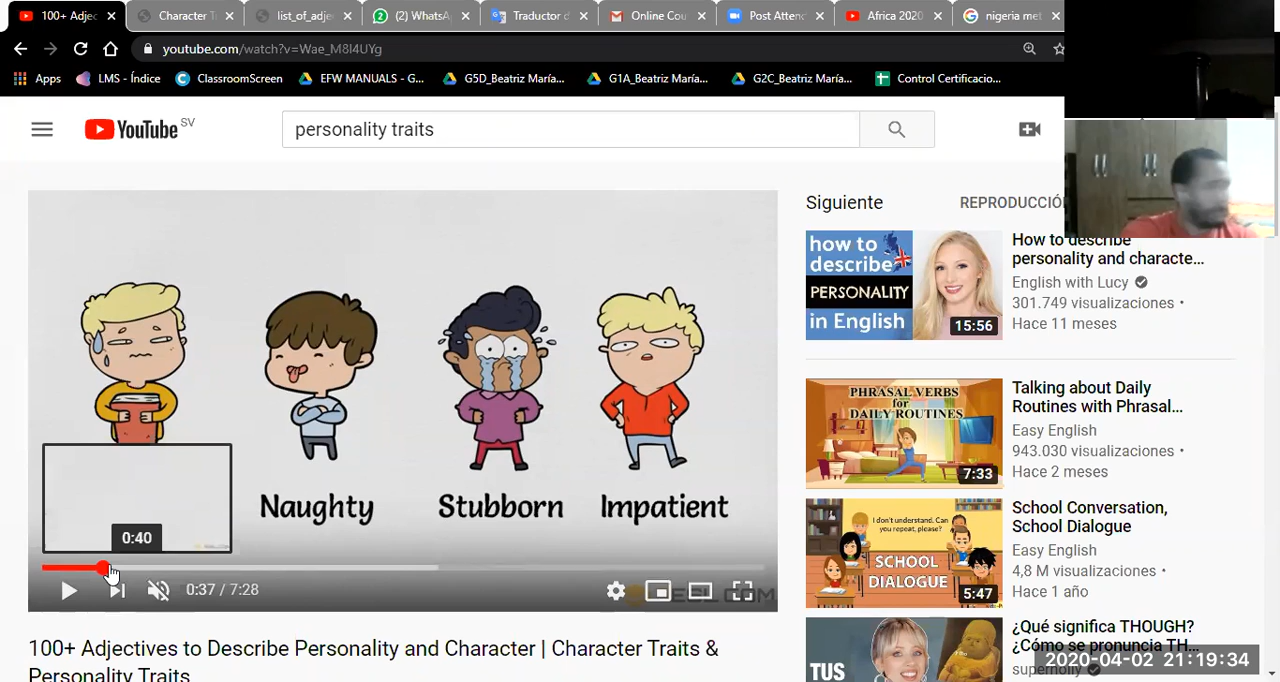 100+ Adjec
Character T
list_of_adje
(2) WhatsA
Traductor d
Online Cou
Post Attend
Africa 2020
nigeria met
youtube.com/watch?v=Wae_M8l4UYg
Apps
LMS - Índice
ClassroomScreen
EFW MANUALS - G...
G5D_Beatriz María...
G1A_Beatriz María...
G2C_Beatriz María...
Control Certificacio...
YouTube SV
personality traits
Naughty
Stubborn
Impatient
0:40
0:37 / 7:28
100+ Adjectives to Describe Personality and Character | Character Traits &
Personality Traits
Siguiente
REPRODUCCIÓ
how to
describe
PERSONALITY
in English
15:56
How to describe
personality and characte...
English with Lucy
301.749 visualizaciones •
Hace 11 meses
PHRASAL VERBS
for
DAILY ROUTINES
7:33
Talking about Daily
Routines with Phrasal...
Easy English
943.030 visualizaciones •
Hace 2 meses
I don't understand. Can
you repeat, please?
SCHOOL
DIALOGUE
5:47
School Conversation,
School Dialogue
Easy English
4,8 M visualizaciones •
Hace 1 año
TUS
¿Qué significa THOUGH?
¿Cómo se pronuncia TH...
superholly
2020-04-02 21:19:34